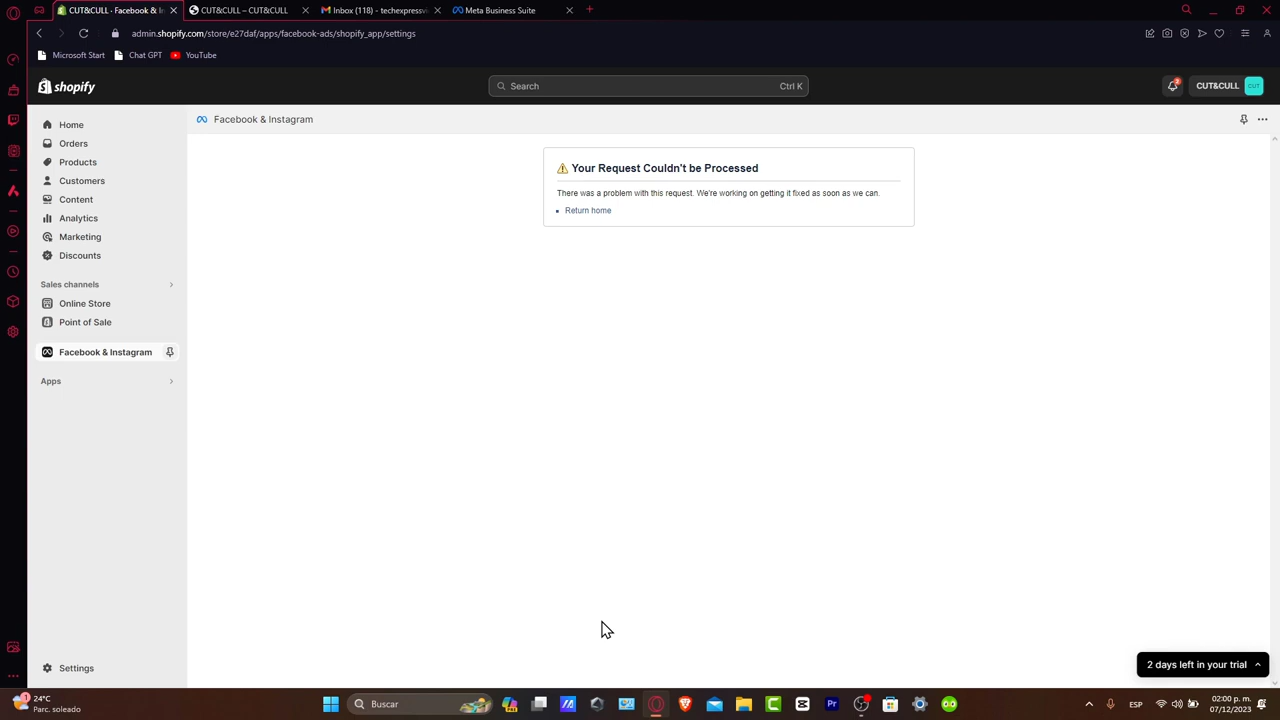 CUT&CULL · Facebook & In
CUT&CULL – CUT&CULL
Inbox (118) - techexpressvi
Meta Business Suite
admin.shopify.com/store/e27daf/apps/facebook-ads/shopify_app/settings
Microsoft Start
Chat GPT
YouTube
shopify
Search
Ctrl K
CUT&CULL
CUT
Home
Orders
Products
Customers
Content
Analytics
Marketing
Discounts
Sales channels
Online Store
Point of Sale
Facebook & Instagram
Apps
Settings
Facebook & Instagram
Your Request Couldn't be Processed
There was a problem with this request. We're working on getting it fixed as soon as we can.
Return home
2 days left in your trial
24°C
Parc. soleado
Buscar
ESP
02:00 p. m.
07/12/2023